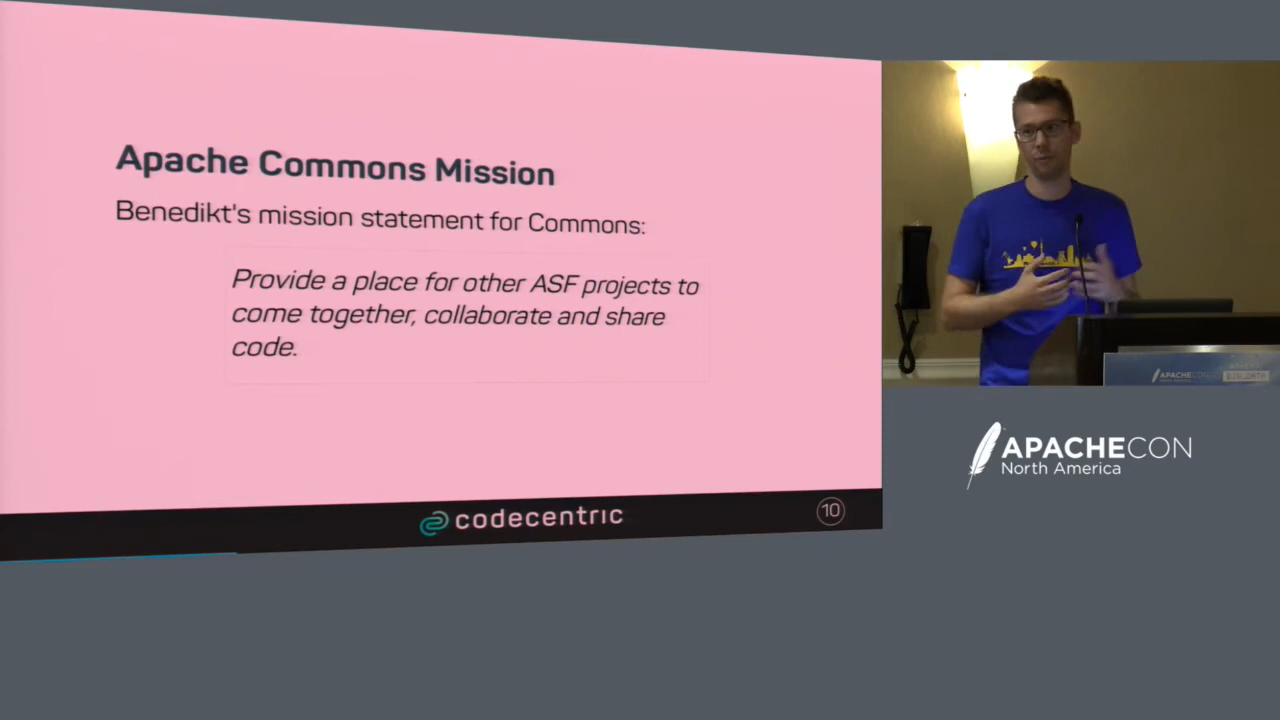 Apache Commons Mission
Benedikt's mission statement for Commons:
Provide a place for other ASF projects to
come together, collaborate and share
code.
codecentric
10
APACHECON
North America